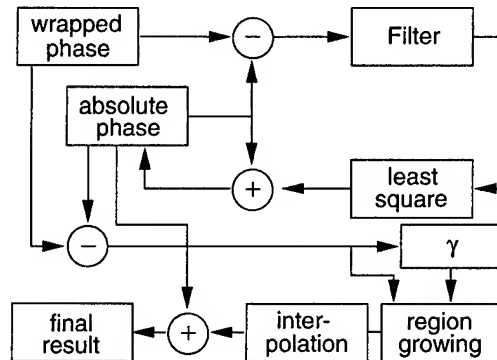 wrapped
phase
−
Filter
absolute
phase
+
least
square
−
γ
final
result
+
inter-
polation
region
growing